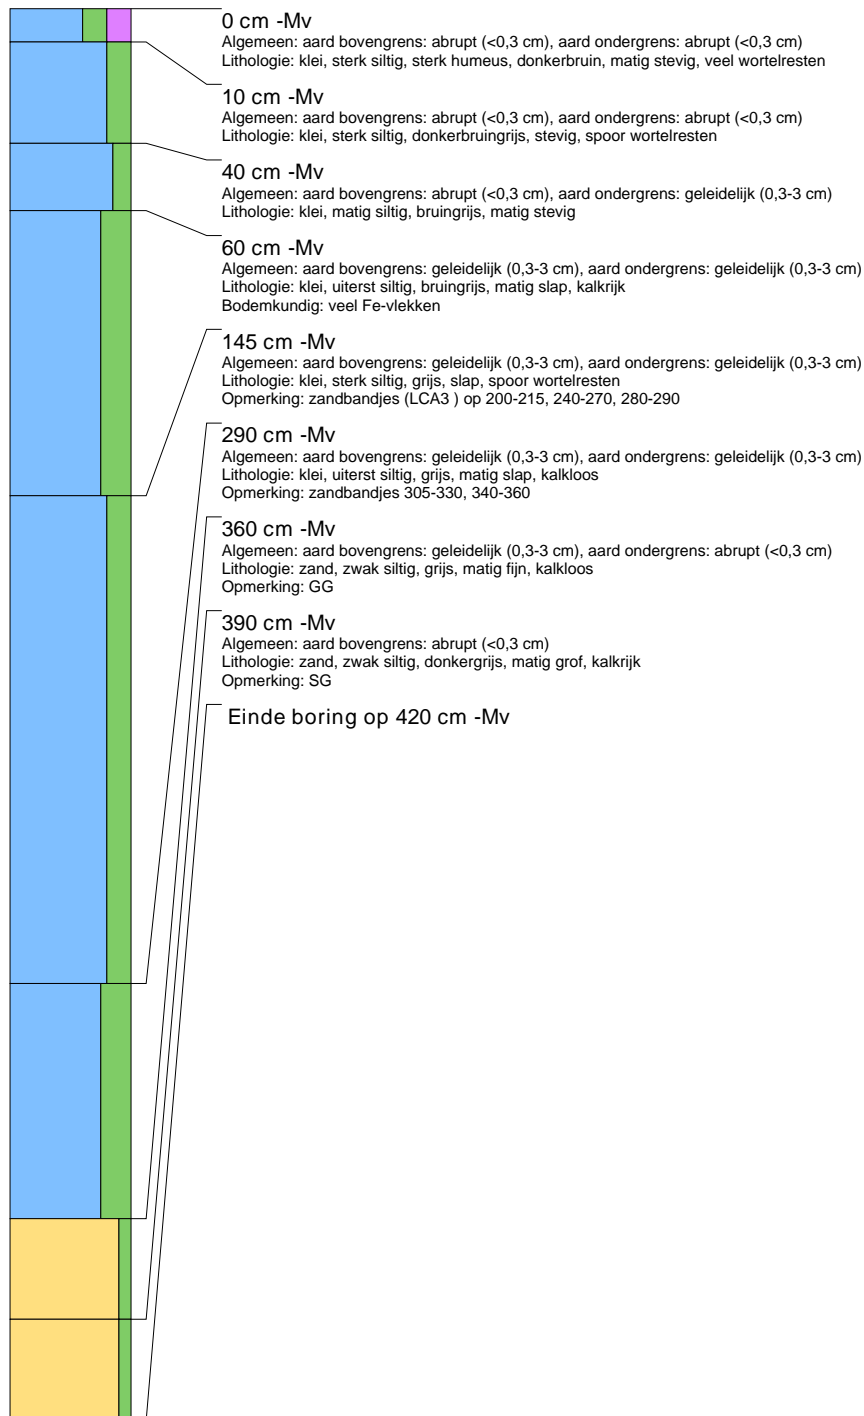 0 cm -Mv
Algemeen: aard bovengrens: abrupt (<0,3 cm), aard ondergrens: abrupt (<0,3 cm)
Lithologie: klei, sterk siltig, sterk humeus, donkerbruin, matig stevig, veel wortelresten
10 cm -Mv
Algemeen: aard bovengrens: abrupt (<0,3 cm), aard ondergrens: abrupt (<0,3 cm)
Lithologie: klei, sterk siltig, donkerbruingrijs, stevig, spoor wortelresten
40 cm -Mv
Algemeen: aard bovengrens: abrupt (<0,3 cm), aard ondergrens: geleidelijk (0,3-3 cm)
Lithologie: klei, matig siltig, bruingrijs, matig stevig
60 cm -Mv
Algemeen: aard bovengrens: geleidelijk (0,3-3 cm), aard ondergrens: geleidelijk (0,3-3 cm)
Lithologie: klei, uiterst siltig, bruingrijs, matig slap, kalkrijk
Bodemkundig: veel Fe-vlekken
145 cm -Mv
Algemeen: aard bovengrens: geleidelijk (0,3-3 cm), aard ondergrens: geleidelijk (0,3-3 cm)
Lithologie: klei, sterk siltig, grijs, slap, spoor wortelresten
Opmerking: zandbandjes (LCA3 ) op 200-215, 240-270, 280-290
290 cm -Mv
Algemeen: aard bovengrens: geleidelijk (0,3-3 cm), aard ondergrens: geleidelijk (0,3-3 cm)
Lithologie: klei, uiterst siltig, grijs, matig slap, kalkloos
Opmerking: zandbandjes 305-330, 340-360
360 cm -Mv
Algemeen: aard bovengrens: geleidelijk (0,3-3 cm), aard ondergrens: abrupt (<0,3 cm)
Lithologie: zand, zwak siltig, grijs, matig fijn, kalkloos
Opmerking: GG
390 cm -Mv
Algemeen: aard bovengrens: abrupt (<0,3 cm)
Lithologie: zand, zwak siltig, donkergrijs, matig grof, kalkrijk
Opmerking: SG
Einde boring op 420 cm -Mv